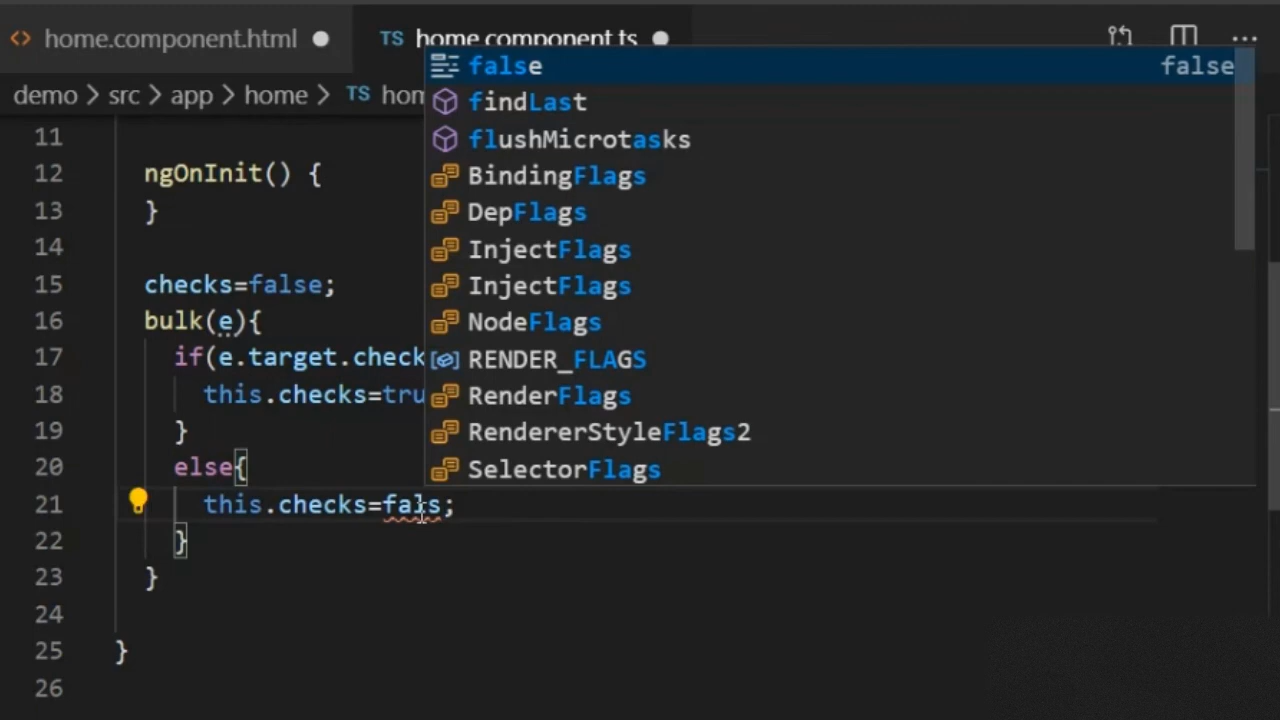 home.component.html
TS home.component.ts
demo > src > app > home > TS
false false
findLast
flushMicrotasks
BindingFlags
DepFlags
InjectFlags
InjectFlags
NodeFlags
RENDER_FLAGS
RenderFlags
RendererStyleFlags2
SelectorFlags
11
12 ngOnInit() {
13 }
14
15 checks=false;
16 bulk(e){
17 if(e.target.check
18 this.checks=tru
19 }
20 else{
21 this.checks=fals;
22 }
23 }
24
25 }
26